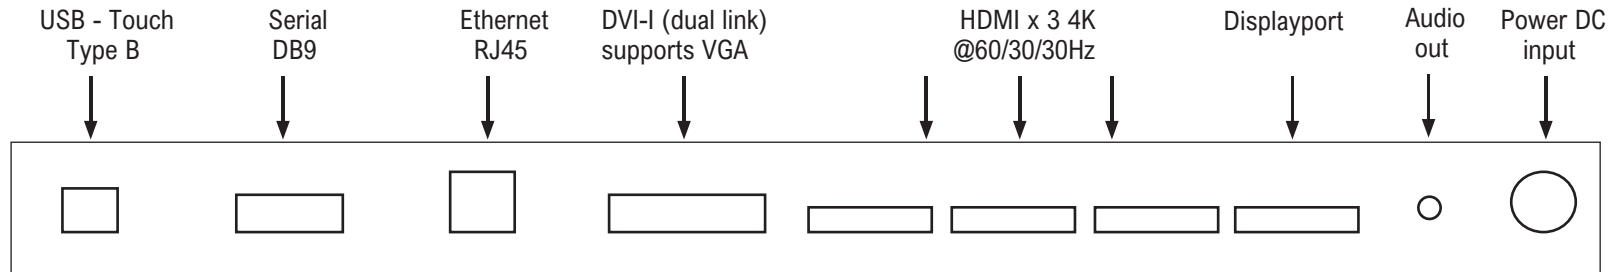 USB - Touch
Type B
Serial
DB9
Ethernet
RJ45
DVI-I (dual link)
supports VGA
HDMI x 3 4K
@60/30/30Hz
Displayport
Audio
out
Power DC
input